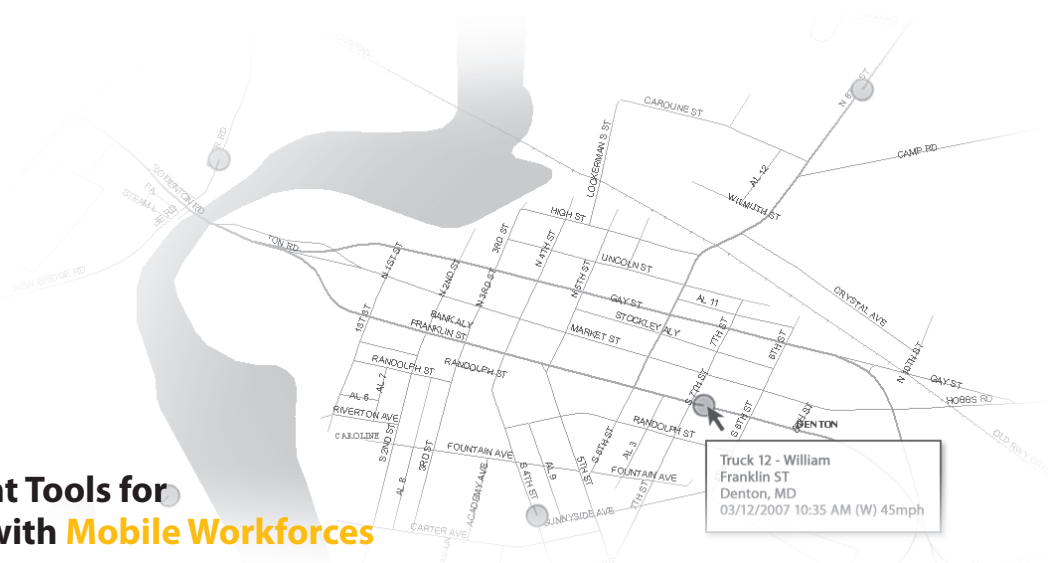 CAROLINE ST
N 6TH ST
CAMP RD
LOCKERMAN S ST
AL 12
WILMUTH ST
DENTON RD
HIGH ST
3RD ST
N 4TH ST
TON RD
N 1ST ST
UNCOLN ST
N 2ND ST
N 3RD ST
N 5TH ST
CRYSTAL AVE
GAY ST
AL 11
1ST ST
BANK ALY
FRANKLIN ST
STOCKLEY ALY
MARKET ST
7TH ST
8TH ST
N 10TH ST
RANDOLPH ST
RANDOLPH ST
AL 7
GAY ST
AL 6
S 7TH ST
HOBBS RD
RIVERTON AVE
CAROLINE
S 2ND ST
RANDOLPH ST
S 8TH ST
DENTON
3RD ST
FOUNTAIN AVE
S 4TH ST
AL 9
5TH ST
S 6TH ST
AL 3
FOUNTAIN AVE
7TH ST
AL 8
ACADEMY AVE
SUNNYSIDE AVE
CARTER AVE
Truck 12 - William
Franklin ST
Denton, MD
03/12/2007 10:35 AM (W) 45mph
nt Tools for
with Mobile Workforces